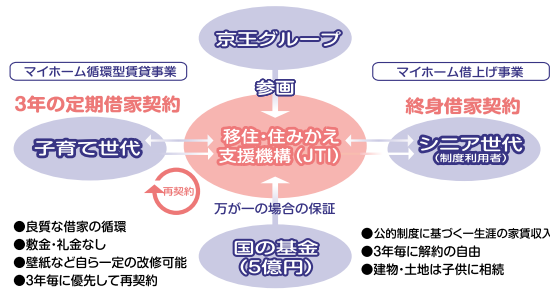 京王グループ
マイホーム循環型賃貸事業
参画
マイホーム借上げ事業
3年の定期借家契約
終身借家契約
子育て世代
移住・住みかえ
支援機構(JTI)
シニア世代
(制度利用者)
再契約
万が一の場合の保証
国の基金
(5億円)
●良質な借家の循環
●敷金・礼金なし
●壁紙など自ら一定の改修可能
●3年毎に優先して再契約
●公的制度に基づく一生涯の家賃収入
●3年毎に解約の自由
●建物・土地は子供に相続